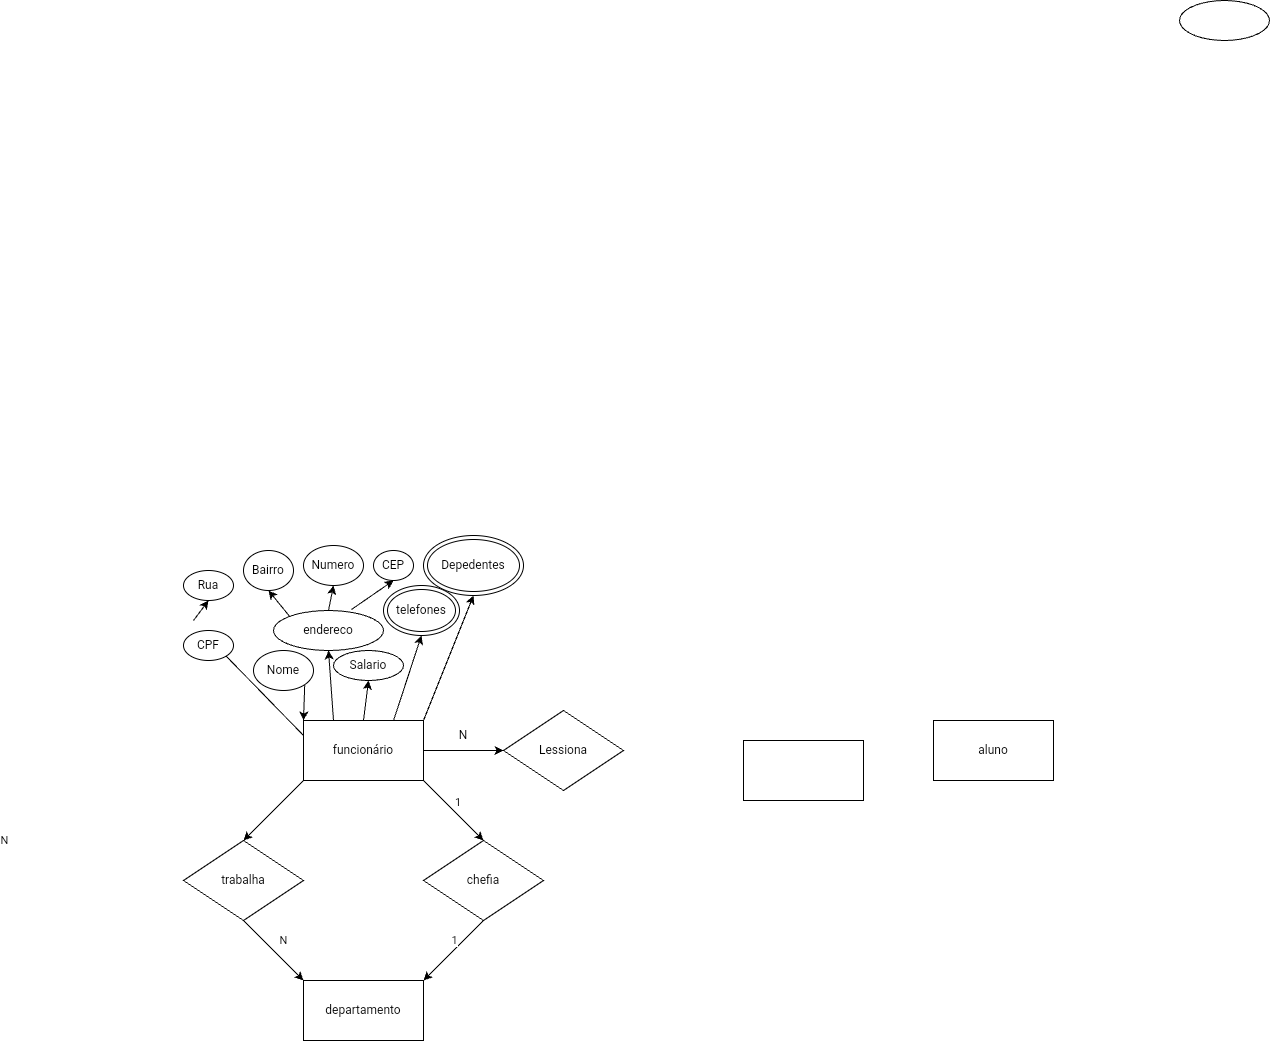 Depedentes
Numero
CEP
Bairro
Rua
telefones
endereco
CPF
Salario
Nome
N
funcionário
Lessiona
aluno
1
N
trabalha
chefia
N
1
departamento